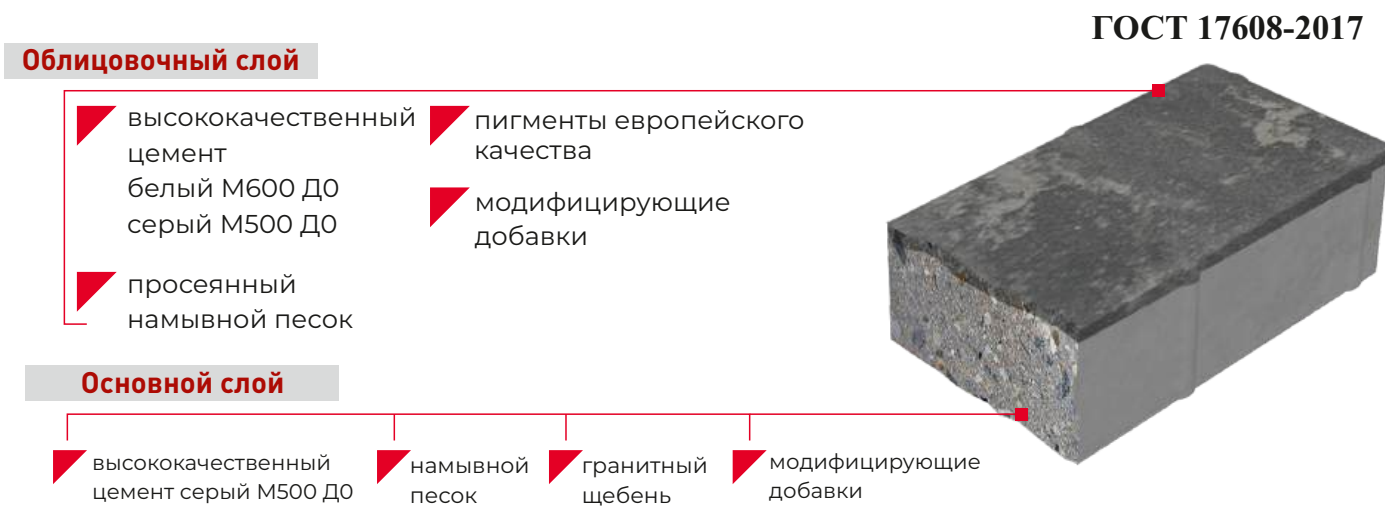 ГОСТ 17608-2017
Облицовочный слой
высококачественный
цемент
белый М600 Д0
серый М500 Д0
просеянный
намывной песок
пигменты европейского
качества
модифицирующие
добавки
Основной слой
высококачественный
цемент серый М500 Д0
намывной
песок
гранитный
щебень
модифицирующие
добавки